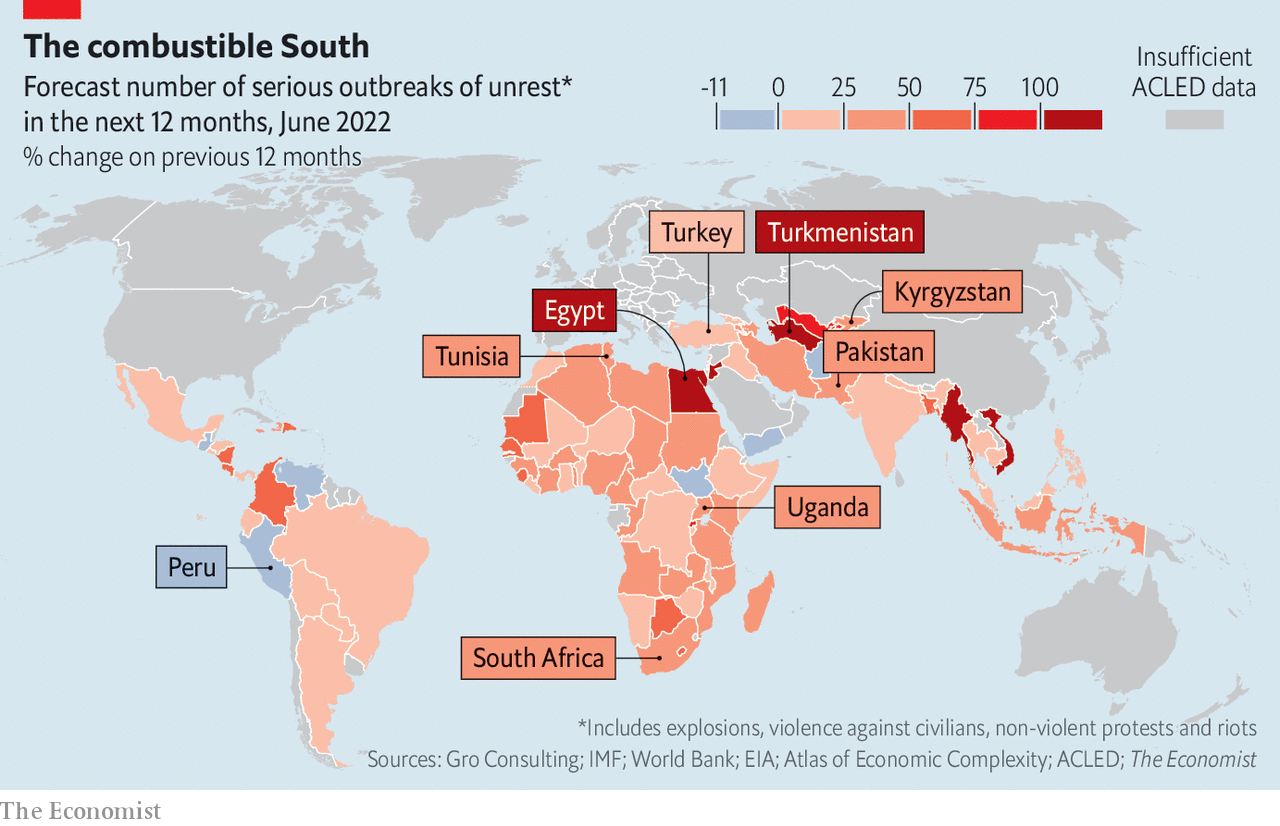 The combustible South
Forecast number of serious outbreaks of unrest*
in the next 12 months, June 2022
% change on previous 12 months
-11 0 25 50 75 100
Insufficient
ACLED data
Turkey
Turkmenistan
Kyrgyzstan
Egypt
Pakistan
Tunisia
Uganda
Peru
South Africa
*Includes explosions, violence against civilians, non-violent protests and riots
Sources: Gro Consulting; IMF; World Bank; EIA; Atlas of Economic Complexity; ACLED; The Economist
The Economist